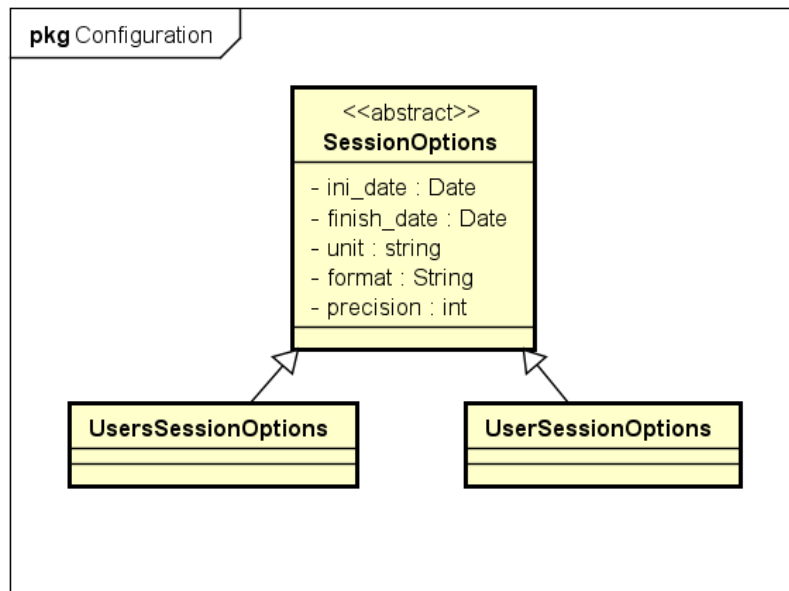 pkg Configuration
<<abstract>>
SessionOptions
- ini_date : Date
- finish_date : Date
- unit : string
- format : String
- precision : int
UsersSessionOptions
UserSessionOptions